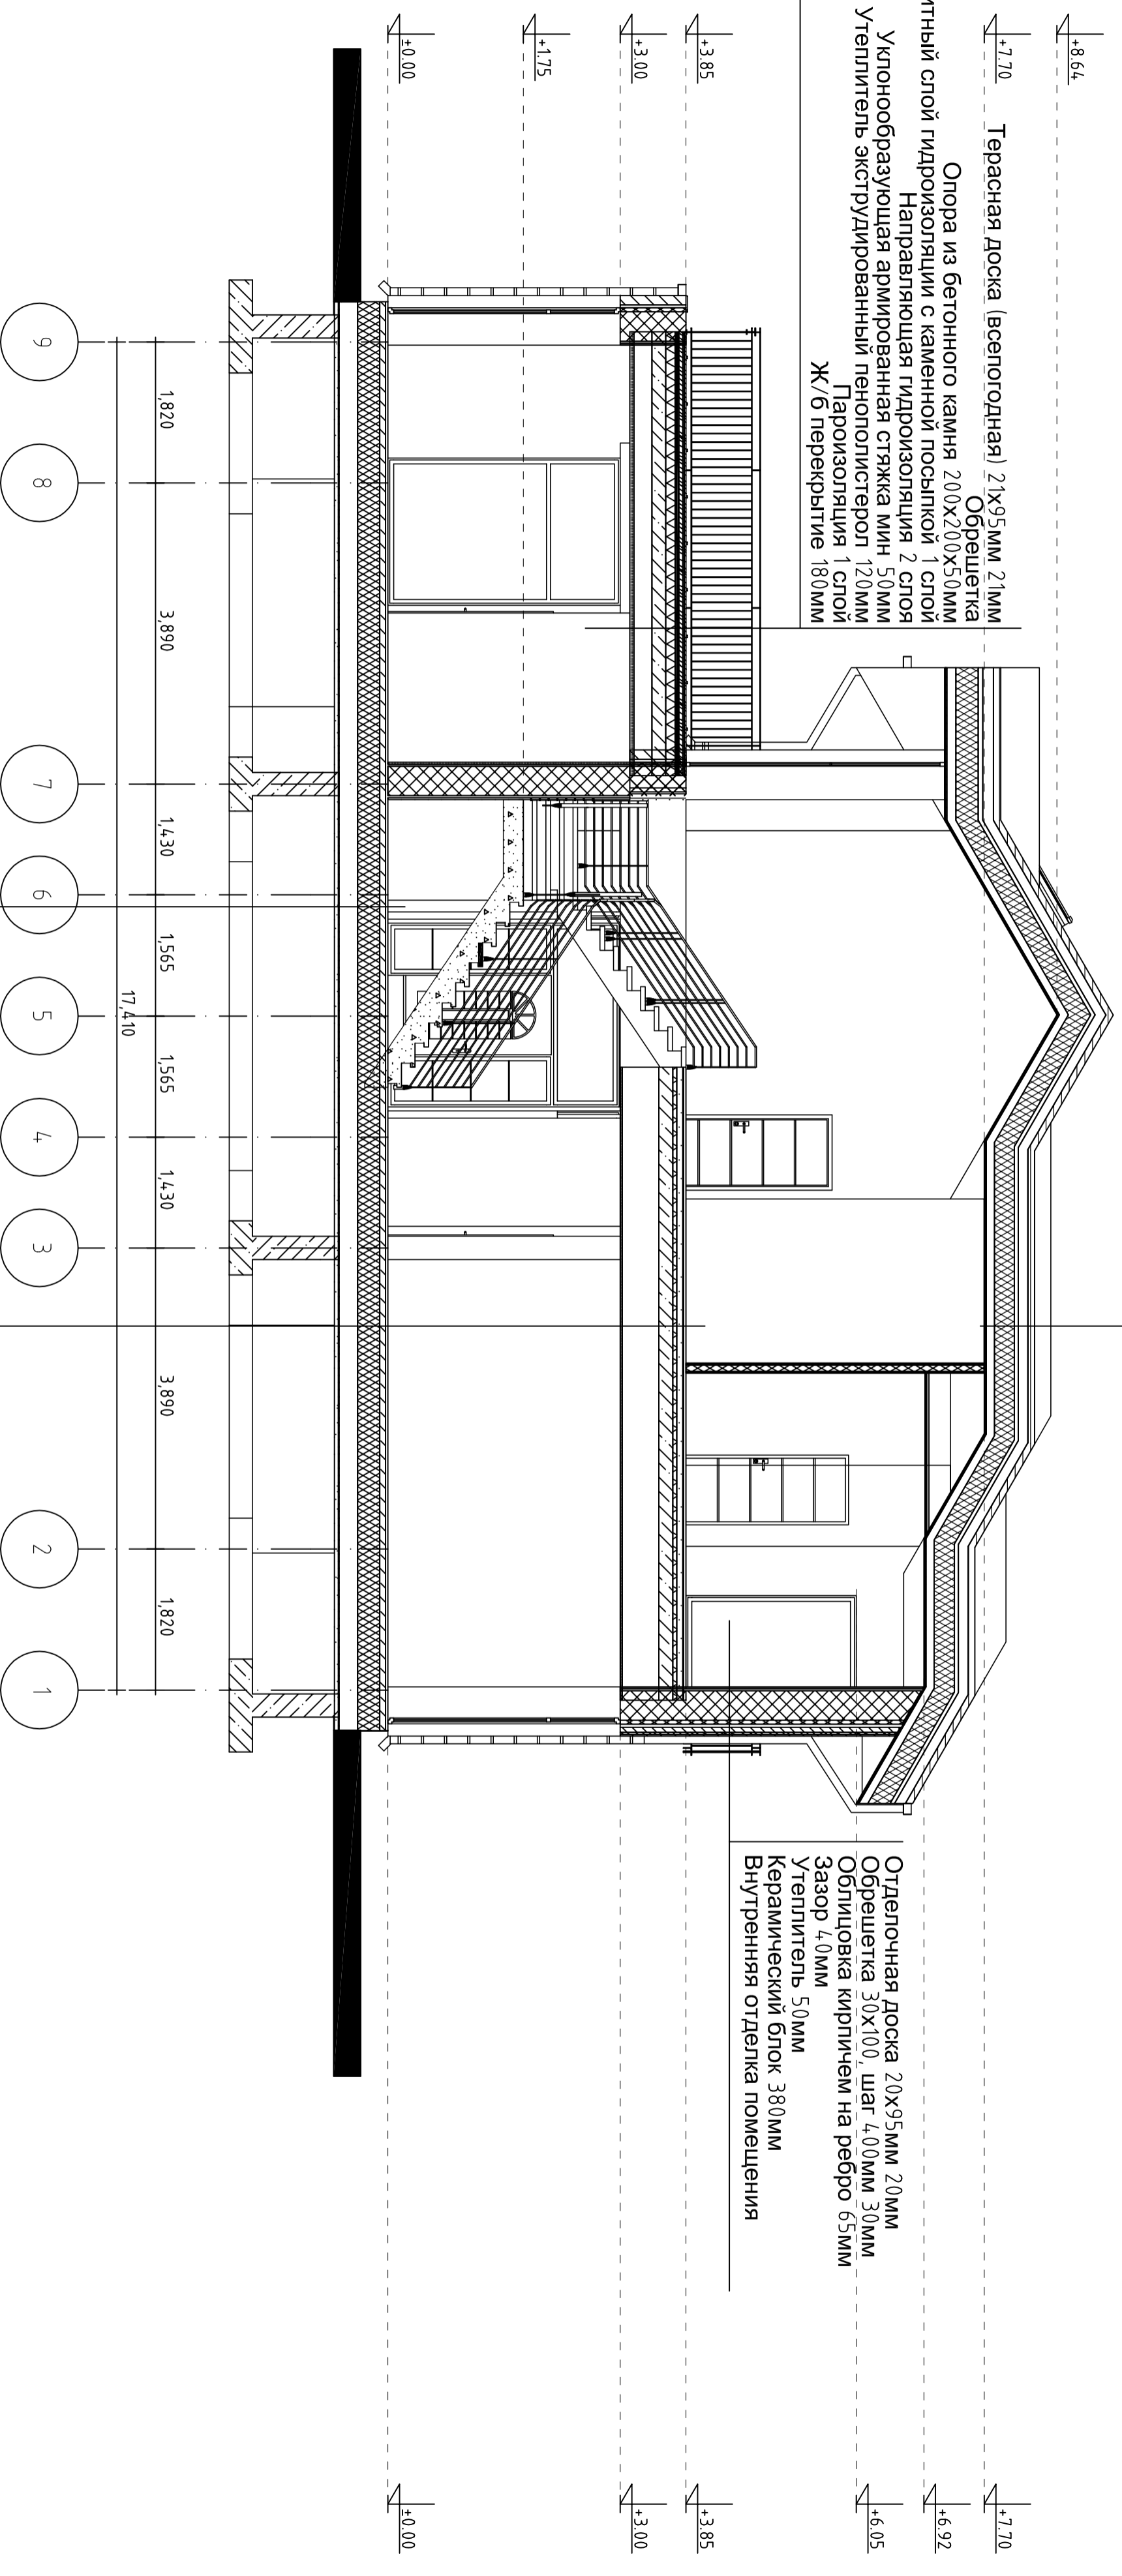 +8.64
+7.70
+3.85
+3.00
+1.75
±0.00
Терасная доска (всепогодная) 21х95мм 21мм
Обрешетка
Опора из бетонного камня 200х200х50мм
слой гидроизоляции с каменной посыпкой 1 слой
Направляющая гидроизоляция 2 слоя
Уклонообразующая армированная стяжка мин 50мм
Утеплитель экструдированный пенополистерол 120мм
Пароизоляция 1 слой
Ж/б перекрытие 180мм
Отделочная доска 20х95мм 20мм
Обрешетка 30х100, шаг 400мм 30мм
Облицовка кирпичем на ребро 65мм
Зазор 40мм
Утеплитель 50мм
Керамический блок 380мм
Внутренняя отделка помещения
+7.70
+6.92
+6.05
+3.85
+3.00
±0.00
1,820
3,890
1,430
1,565
1,565
1,430
3,890
1,820
17,410
9
8
7
6
5
4
3
2
1